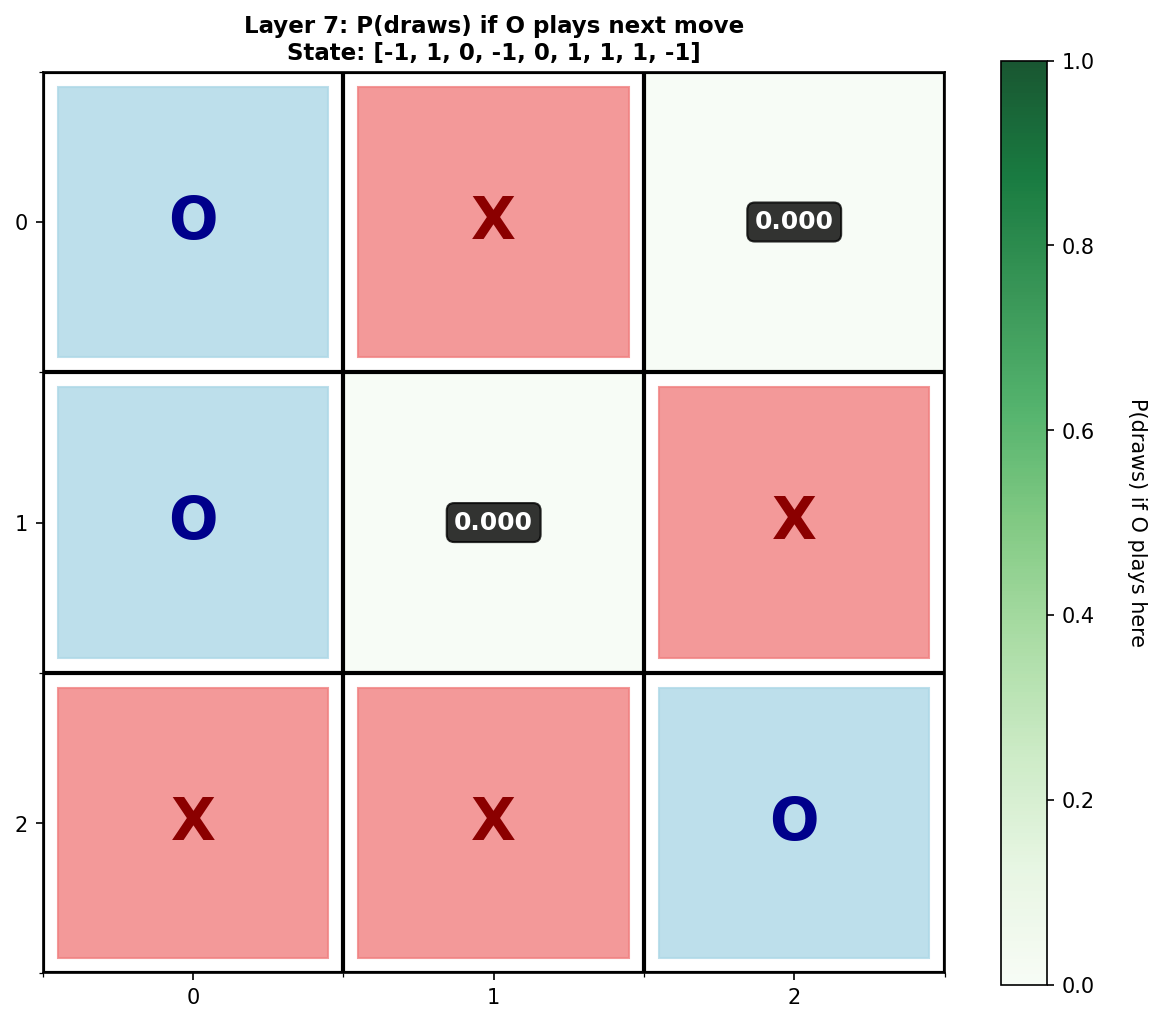 Layer 7: P(draws) if O plays next move
State: [-1, 1, 0, -1, 0, 1, 1, 1, -1]
O X 0.000
O 0.000 X
X X O
0
1
2
0 1 2
1.0
0.8
0.6
0.4
0.2
0.0
P(draws) if O plays here